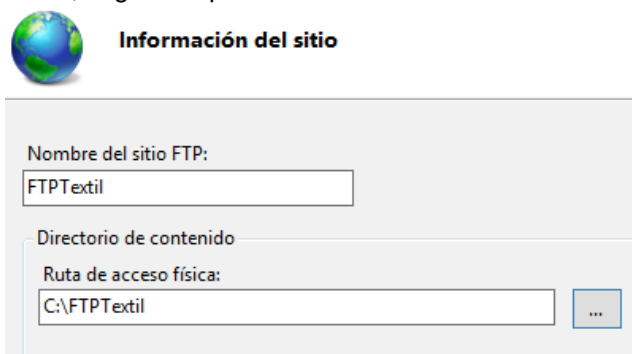 Información del sitio
Nombre del sitio FTP:
FTPTextil
Directorio de contenido
Ruta de acceso física:
C:\FTPTextil
...